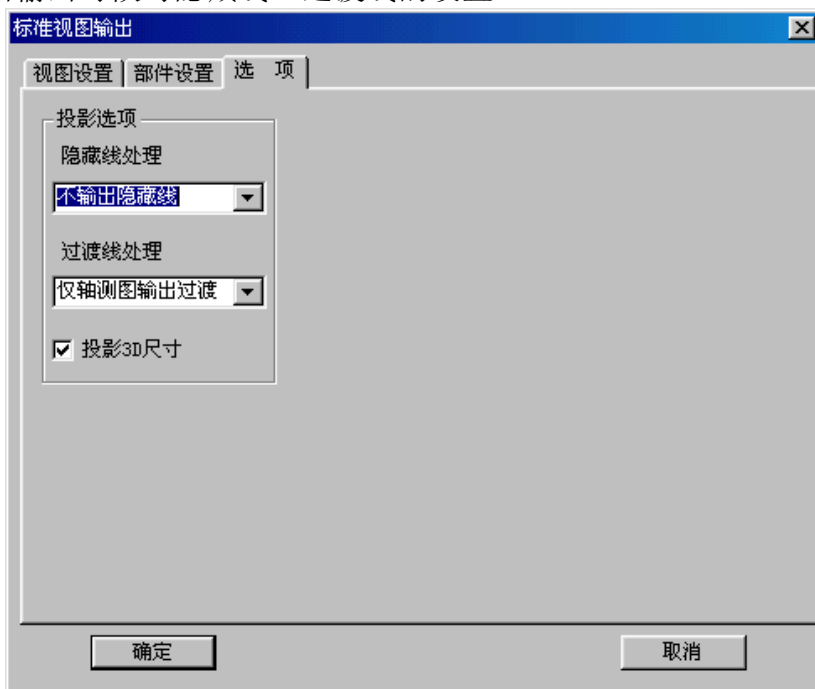 标准视图输出
视图设置 部件设置 选 项
投影选项
隐藏线处理
不输出隐藏线
过渡线处理
仅轴测图输出过渡
投影3D尺寸
确定 取消